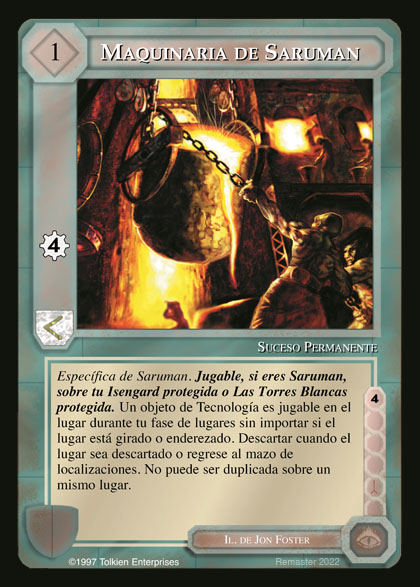 1
MAQUINARIA DE SARUMAN
4
SUCESO PERMANENTE
Específica de Saruman. Jugable, si eres Saruman,
sobre tu Isengard protegida o Las Torres Blancas
protegida. Un objeto de Tecnología es jugable en el
lugar durante tu fase de lugares sin importar si el
lugar está girado o enderezado. Descartar cuando el
lugar sea descartado o regrese al mazo de
localizaciones. No puede ser duplicada sobre un
mismo lugar.
4
IL. DE JON FOSTER
©1997 Tolkien Enterprises
Remaster 2022